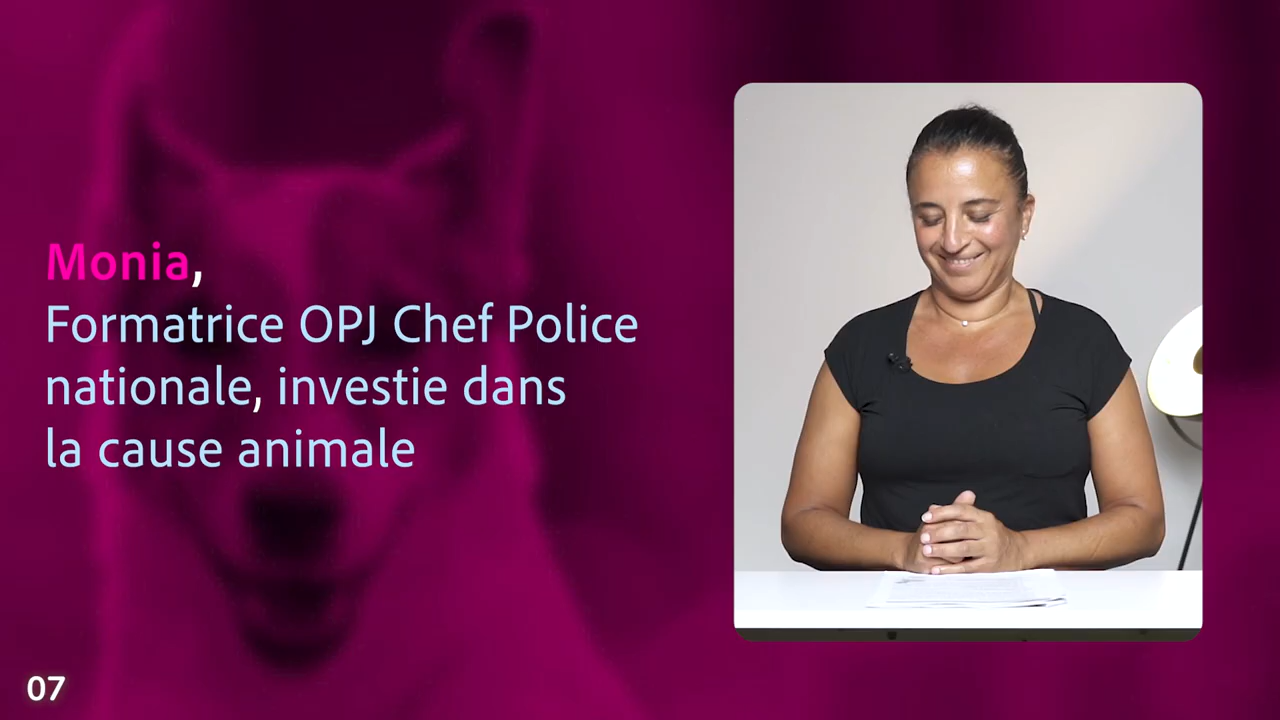 Monia,
Formatrice OPJ Chef Police
nationale, investie dans
la cause animale
07